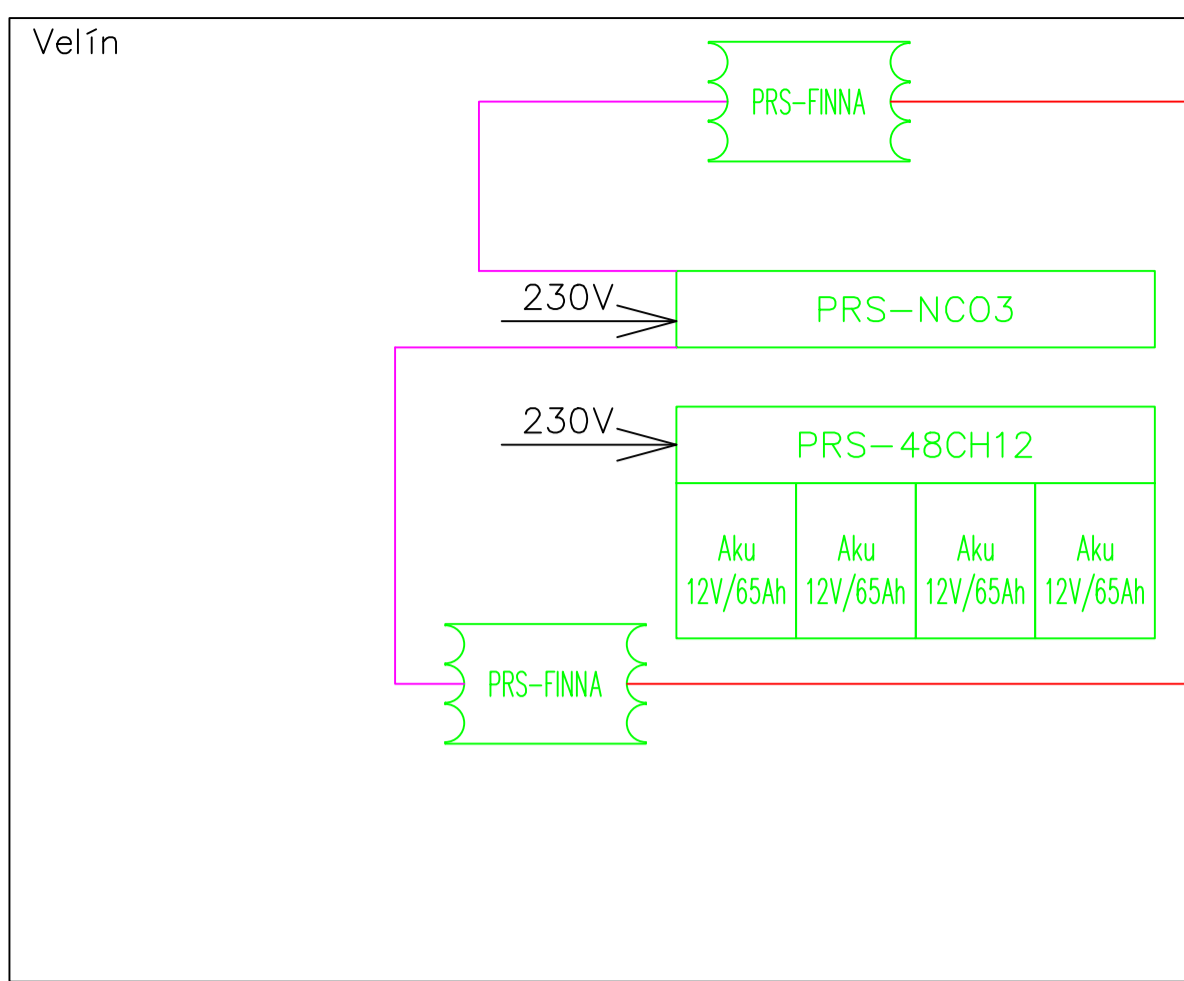 Velín
PRS-FINNA
230V
PRS-NCO3
230V
PRS-48CH12
Aku
12V/65Ah
Aku
12V/65Ah
Aku
12V/65Ah
Aku
12V/65Ah
PRS-FINNA